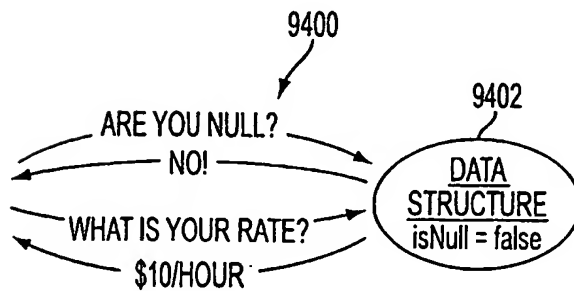 9400
9402
ARE YOU NULL?
NO!
WHAT IS YOUR RATE?
$10/HOUR
DATA
STRUCTURE
isNull = false